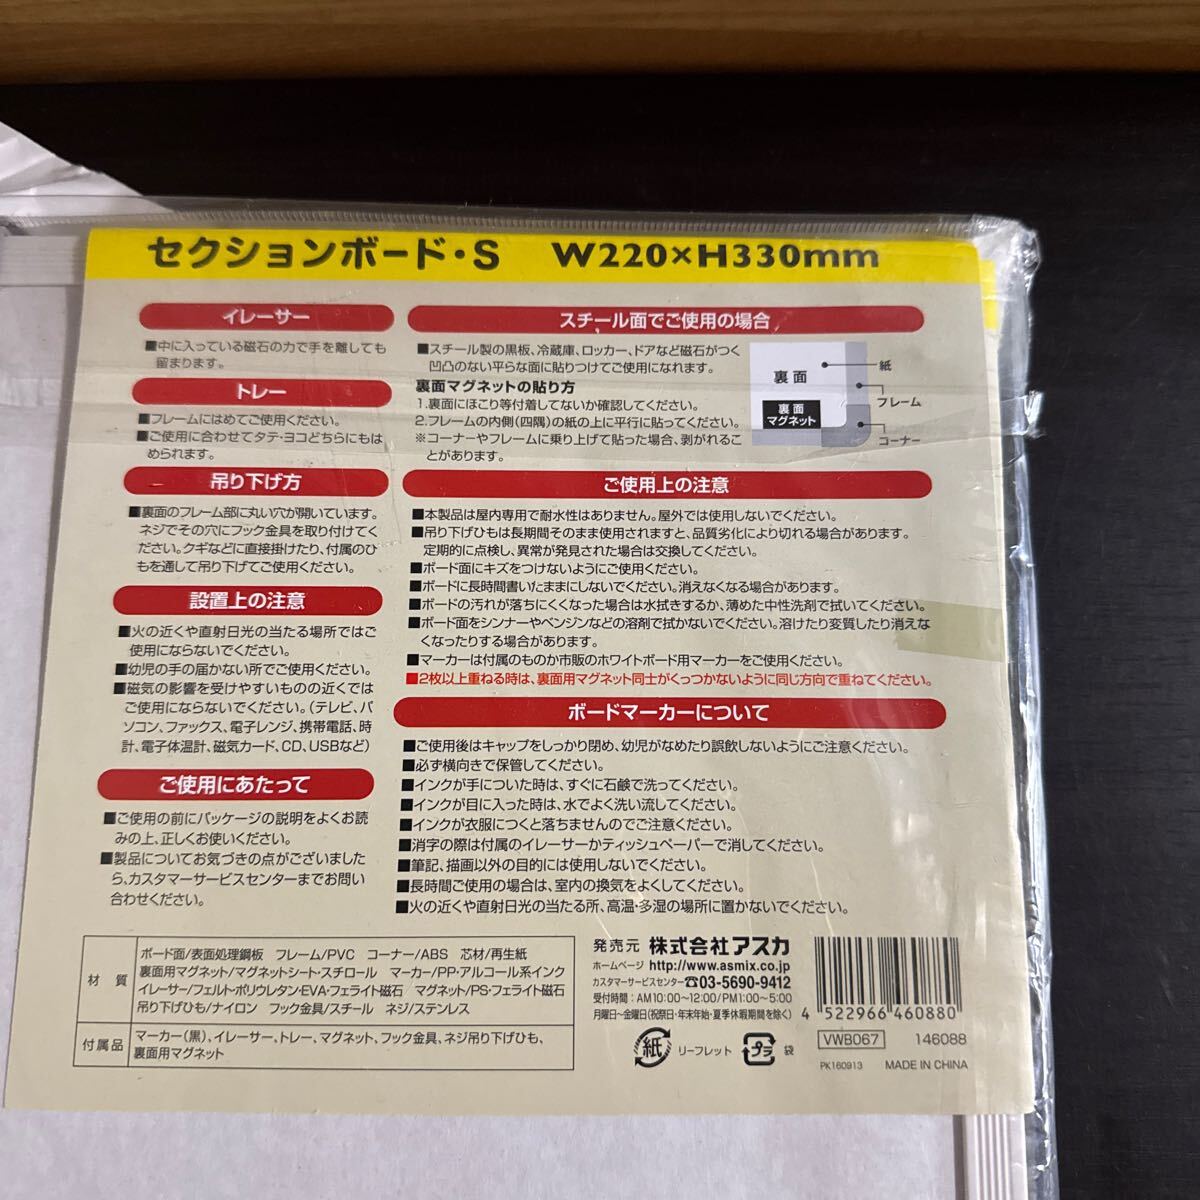 セクションボード・S W220×H330mm
イレーサー
■中に入っている磁石の力で手を離しても
留まります。
トレー
■フレームにはめてご使用ください。
■ご使用に合わせてタテ・ヨコどちらにもは
められます。
吊り下げ方
■裏面のフレーム部に丸い穴が開いています。
ネジでその穴にフック金具を取り付けてく
ださい。クギなどに直接掛けたり、付属のひ
もを通して吊り下げてご使用ください。
設置上の注意
■火の近くや直射日光の当たる場所ではご
使用にならないでください。
■幼児の手の届かない所でご使用ください。
■磁気の影響を受けやすいものの近くでは
ご使用にならないでください。(テレビ、パ
ソコン、ファックス、電子レンジ、携帯電話、時
計、電子体温計、磁気カード、CD、USBなど)
ご使用にあたって
■ご使用の前にパッケージの説明をよくお読
みの上、正しくお使いください。
■製品についてお気づきの点がございました
ら、カスタマーサービスセンターまでお問い
合わせください。
スチール面でご使用の場合
■スチール製の黒板、冷蔵庫、ロッカー、ドアなど磁石がつく
凹凸のない平らな面に貼りつけてご使用になれます。
裏面マグネットの貼り方
1.裏面にほこり等付着してないか確認してください。
2.フレームの内側(四隅)の紙の上に平行に貼ってください。
※コーナーやフレームに乗り上げて貼った場合、剥がれるこ
とがあります。
裏面
裏面
マグネット
紙
フレーム
コーナー
ご使用上の注意
■本製品は屋内専用で耐水性はありません。屋外では使用しないでください。
■吊り下げひもは長期間そのまま使用されますと、品質劣化により切れる場合があります。
定期的に点検し、異常が発見された場合は交換してください。
■ボード面にキズをつけないようにご使用ください。
■ボードに長時間書いたままにしないでください。消えなくなる場合があります。
■ボードの汚れが落ちにくくなった場合は水拭きするか、薄めた中性洗剤で拭いてください。
■ボード面をシンナーやベンジンなどの溶剤で拭かないでください。溶けたり変質したり消えな
くなったりする場合があります。
■マーカーは付属のものか市販のホワイトボード用マーカーをご使用ください。
■2枚以上重ねる時は、裏面用マグネット同士がくっつかないように同じ方向で重ねてください。
ボードマーカーについて
■ご使用後はキャップをしっかり閉め、幼児がなめたり誤飲しないようにご注意ください。
■必ず横向きで保管してください。
■インクが手についた時は、すぐに石鹸で洗ってください。
■インクが目に入った時は、水でよく洗い流してください。
■インクが衣服につくと落ちませんのでご注意ください。
■消字の際は付属のイレーサーかティッシュペーパーで消してください。
■筆記、描画以外の目的には使用しないでください。
■長時間ご使用の場合は、室内の換気をよくしてください。
■火の近くや直射日光の当たる所、高温・多湿の場所に置かないでください。
材質
ボード面/表面処理鋼板 フレーム/PVC コーナー/ABS 芯材/再生紙
裏面用マグネット/マグネットシート・スチロール マーカー/PP・アルコール系インク
イレーサー/フェルト・ポリウレタン・EVA・フェライト磁石 マグネット/PS・フェライト磁石
吊り下げひも/ナイロン フック金具/スチール ネジ/ステンレス
付属品
マーカー(黒)、イレーサー、トレー、マグネット、フック金具、ネジ吊り下げひも、
裏面用マグネット
発売元 株式会社アスカ
ホームページ http://www.asmix.co.jp
カスタマーサービスセンター☎03-5690-9412
受付時間：AM10:00〜12:00/PM1:00〜5:00
月曜日〜金曜日(祝祭日・年末年始・夏季休暇期間を除く)
紙 リーフレット プラ 袋
4 522966 460880
VWB067 146088
PK160913 MADE IN CHINA